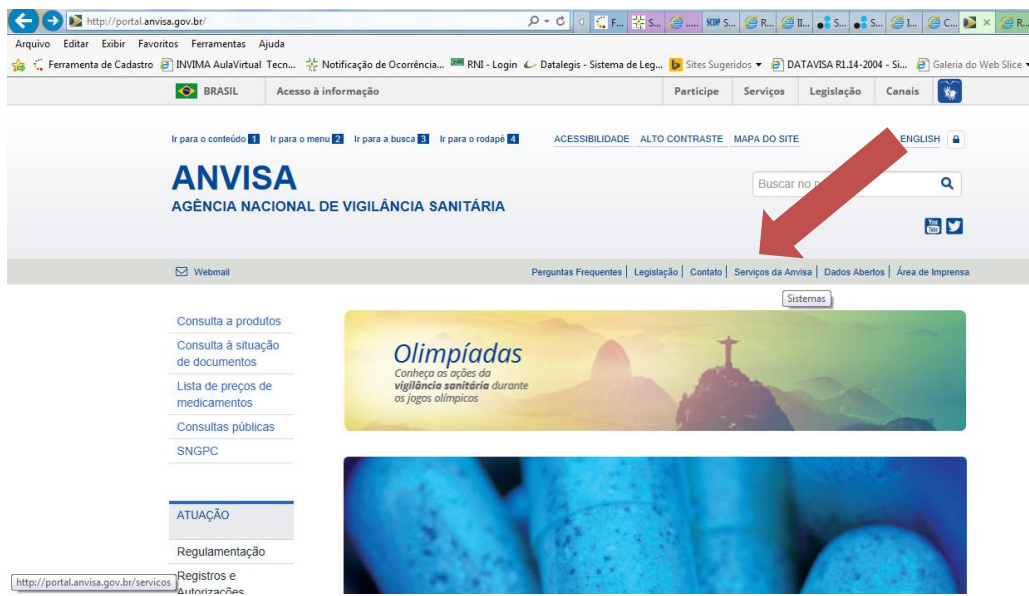 http://portal.anvisa.gov.br/
F... S... ..... SCOP S... R... II... S... S... I... C... R...
Arquivo Editar Exibir Favoritos Ferramentas Ajuda
Ferramenta de Cadastro INVIMA AulaVirtual Tecn... Notificação de Ocorrência... RNI - Login Datalegis - Sistema de Leg... Sites Sugeridos DATAVISA R1.14-2004 - Si... Galeria do Web Slice
BRASIL Acesso à informação Participe Serviços Legislação Canais
Ir para o conteúdo 1 Ir para o menu 2 Ir para a busca 3 Ir para o rodapé 4 ACESSIBILIDADE ALTO CONTRASTE MAPA DO SITE ENGLISH
ANVISA
AGÊNCIA NACIONAL DE VIGILÂNCIA SANITÁRIA
Buscar no
You Tube
Webmail Perguntas Frequentes | Legislação | Contato | Serviços da Anvisa | Dados Abertos | Área de Imprensa
Sistemas
Consulta a produtos
Consulta à situação
de documentos
Lista de preços de
medicamentos
Consultas públicas
SNGPC
Olimpíadas
Conheça as ações da
vigilância sanitária durante
os jogos olímpicos
ATUAÇÃO
Regulamentação
Registros e
Autorizações
http://portal.anvisa.gov.br/servicos